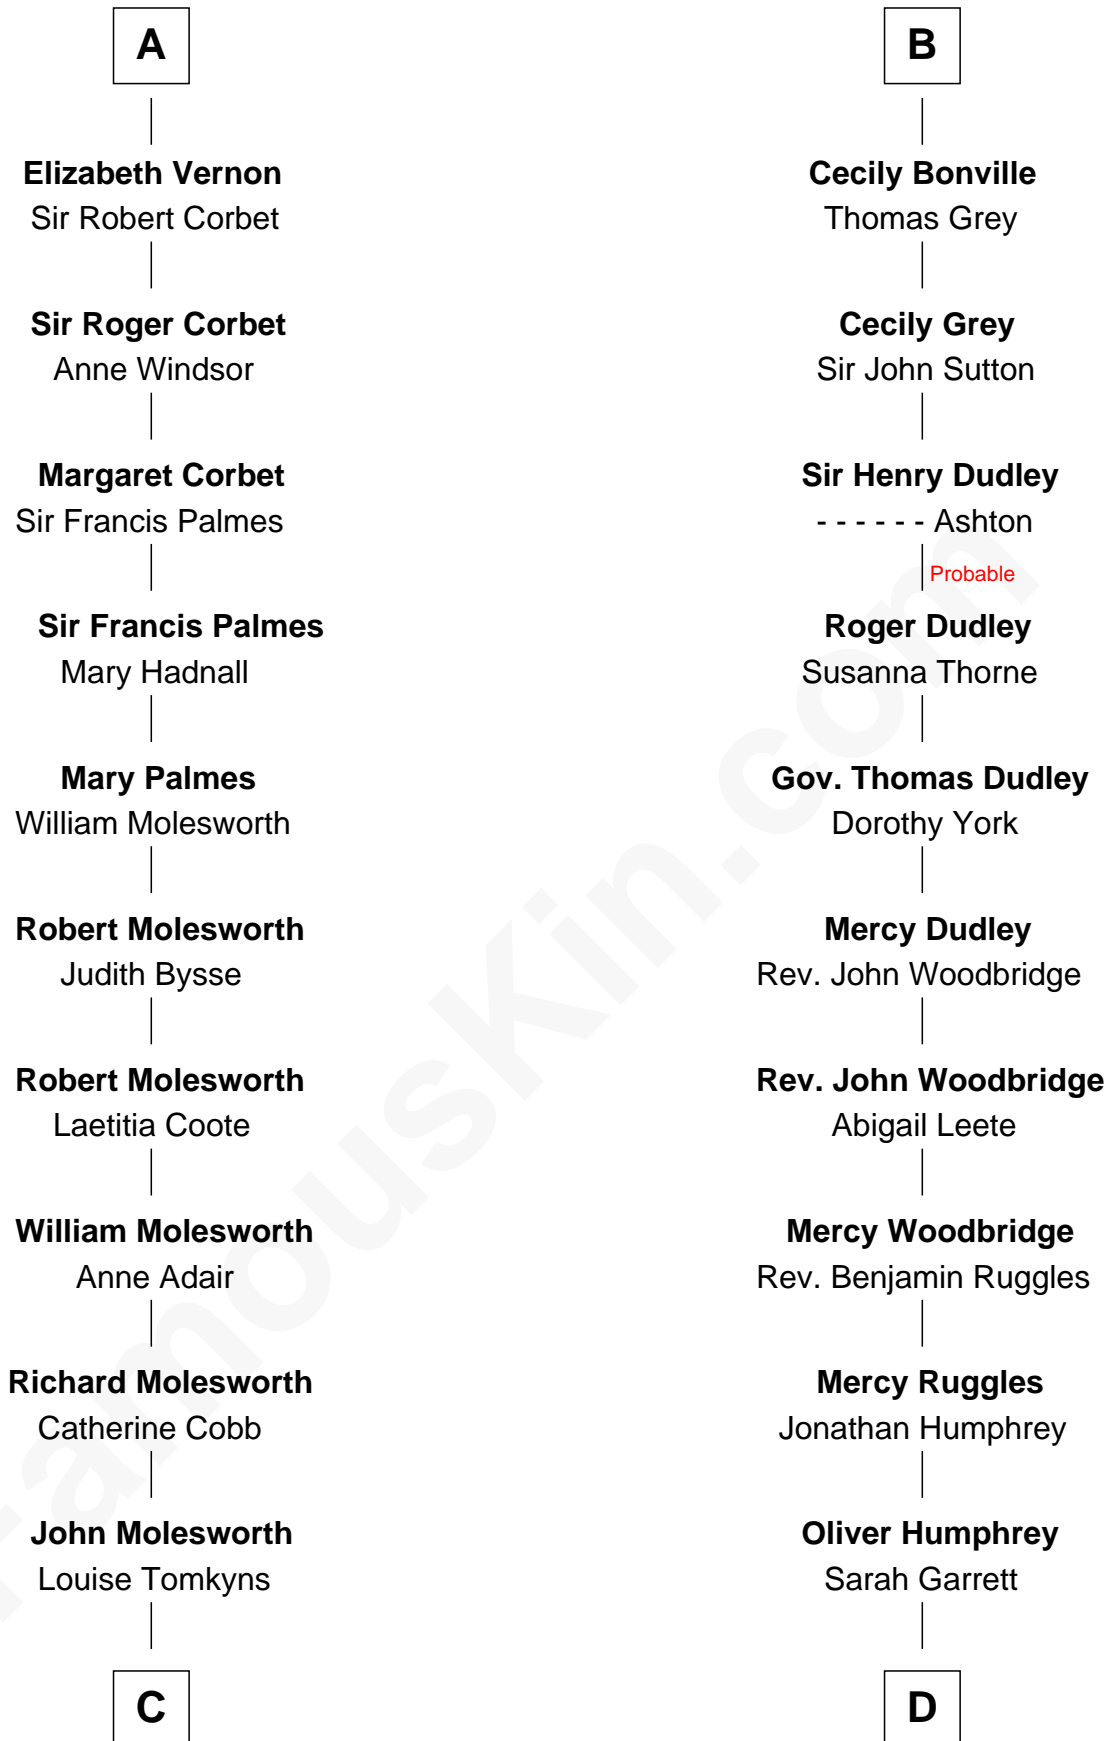 A
Elizabeth Vernon
Sir Robert Corbet
Sir Roger Corbet
Anne Windsor
Margaret Corbet
Sir Francis Palmes
Sir Francis Palmes
Mary Hadnall
Mary Palmes
William Molesworth
Robert Molesworth
Judith Bysse
Robert Molesworth
Laetitia Coote
William Molesworth
Anne Adair
Richard Molesworth
Catherine Cobb
John Molesworth
Louise Tomkyns
C
B
Cecily Bonville
Thomas Grey
Cecily Grey
Sir John Sutton
Sir Henry Dudley
- - - - - - Ashton
Probable
Roger Dudley
Susanna Thorne
Gov. Thomas Dudley
Dorothy York
Mercy Dudley
Rev. John Woodbridge
Rev. John Woodbridge
Abigail Leete
Mercy Woodbridge
Rev. Benjamin Ruggles
Mercy Ruggles
Jonathan Humphrey
Oliver Humphrey
Sarah Garrett
D
FamousKin.com